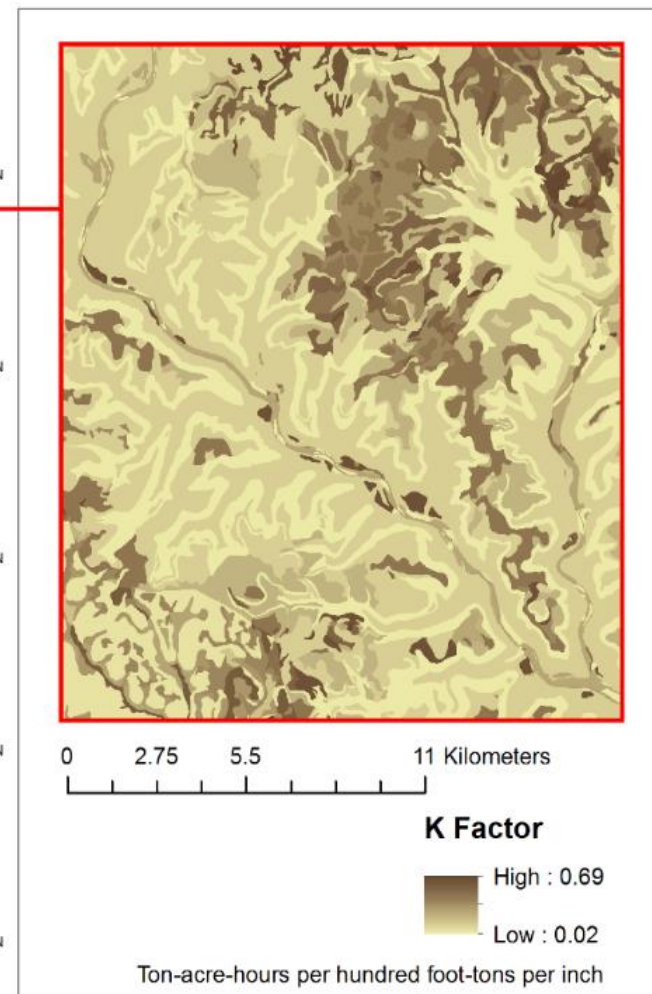 N
N
N
N
N
0 2.75 5.5 11 Kilometers
K Factor
High : 0.69
Low : 0.02
Ton-acre-hours per hundred foot-tons per inch